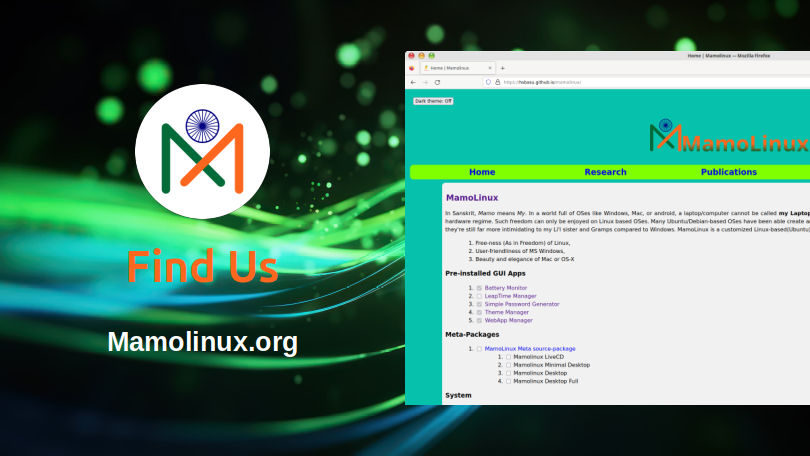 Find Us
Mamolinux.org
Home | Mamolinux — Mozilla Firefox
Home | Mamolinux
https://hsbasu.github.io/mamolinux/
Dark theme: Off
MamoLinux
Home Research Publications
MamoLinux
In Sanskrit, Mamo means My. In a world full of OSes like Windows, Mac, or android, a laptop/computer cannot be called my Laptop
hardware regime. Such freedom can only be enjoyed on Linux based OSes. Many Ubuntu/Debian-based OSes have been create a
they're still far more intimidating to my Li'l sister and Gramps compared to Windows. MamoLinux is a customized Linux-based(Ubuntu
1. Free-ness (As in Freedom) of Linux,
2. User-friendliness of MS Windows,
3. Beauty and elegance of Mac or OS-X
Pre-installed GUI Apps
1. Battery Monitor
2. LeapTime Manager
3. Simple Password Generator
4. Theme Manager
5. WebApp Manager
Meta-Packages
1. MamoLinux Meta source-package
1. Mamolinux LiveCD
2. Mamolinux Minimal Desktop
3. Mamolinux Desktop
4. Mamolinux Desktop Full
System